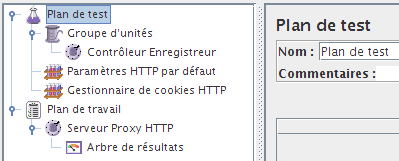 Plan de test
Groupe d'unités
Contrôleur Enregistreur
Paramètres HTTP par défaut
Gestionnaire de cookies HTTP
Plan de travail
Serveur Proxy HTTP
Arbre de résultats
Plan de test
Nom : Plan de test
Commentaires :